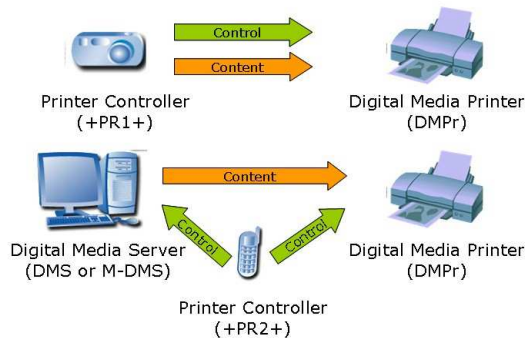 Control
Content
Printer Controller
(+PR1+)
Digital Media Printer
(DMPr)
Content
Control
Control
Digital Media Server
(DMS or M-DMS)
Digital Media Printer
(DMPr)
Printer Controller
(+PR2+)